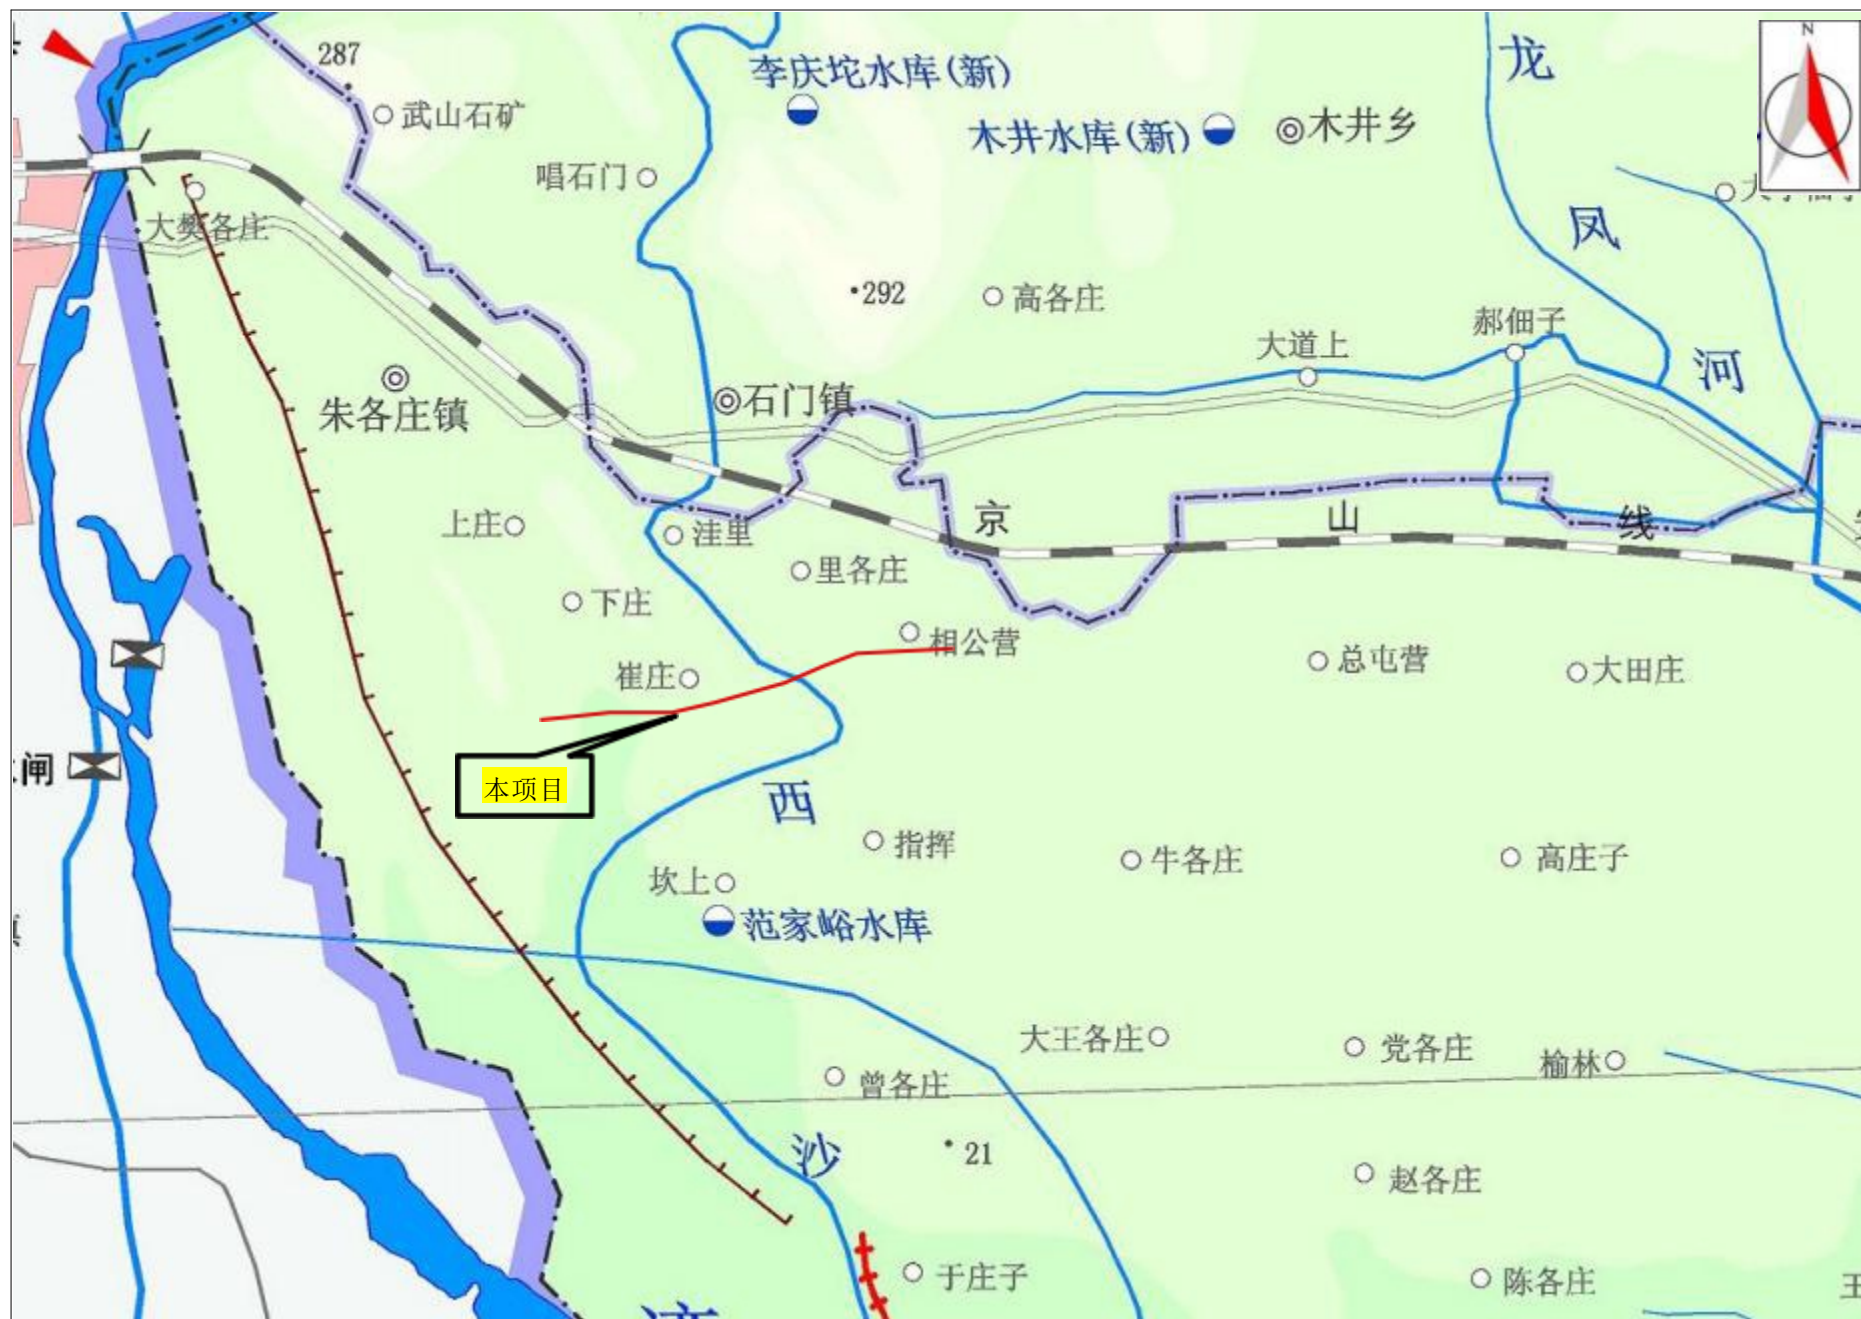 N
287
武山石矿
李庆坨水库(新)
木井水库(新)
木井乡
龙
唱石门
大樊各庄
凤
292
高各庄
大道上
郝佃子
河
朱各庄镇
石门镇
上庄
洼里
京
山
线
里各庄
下庄
相公营
总屯营
大田庄
崔庄
闸
本项目
西
指挥
牛各庄
高庄子
坎上
范家峪水库
大王各庄
党各庄
榆林
曾各庄
沙
21
赵各庄
于庄子
陈各庄